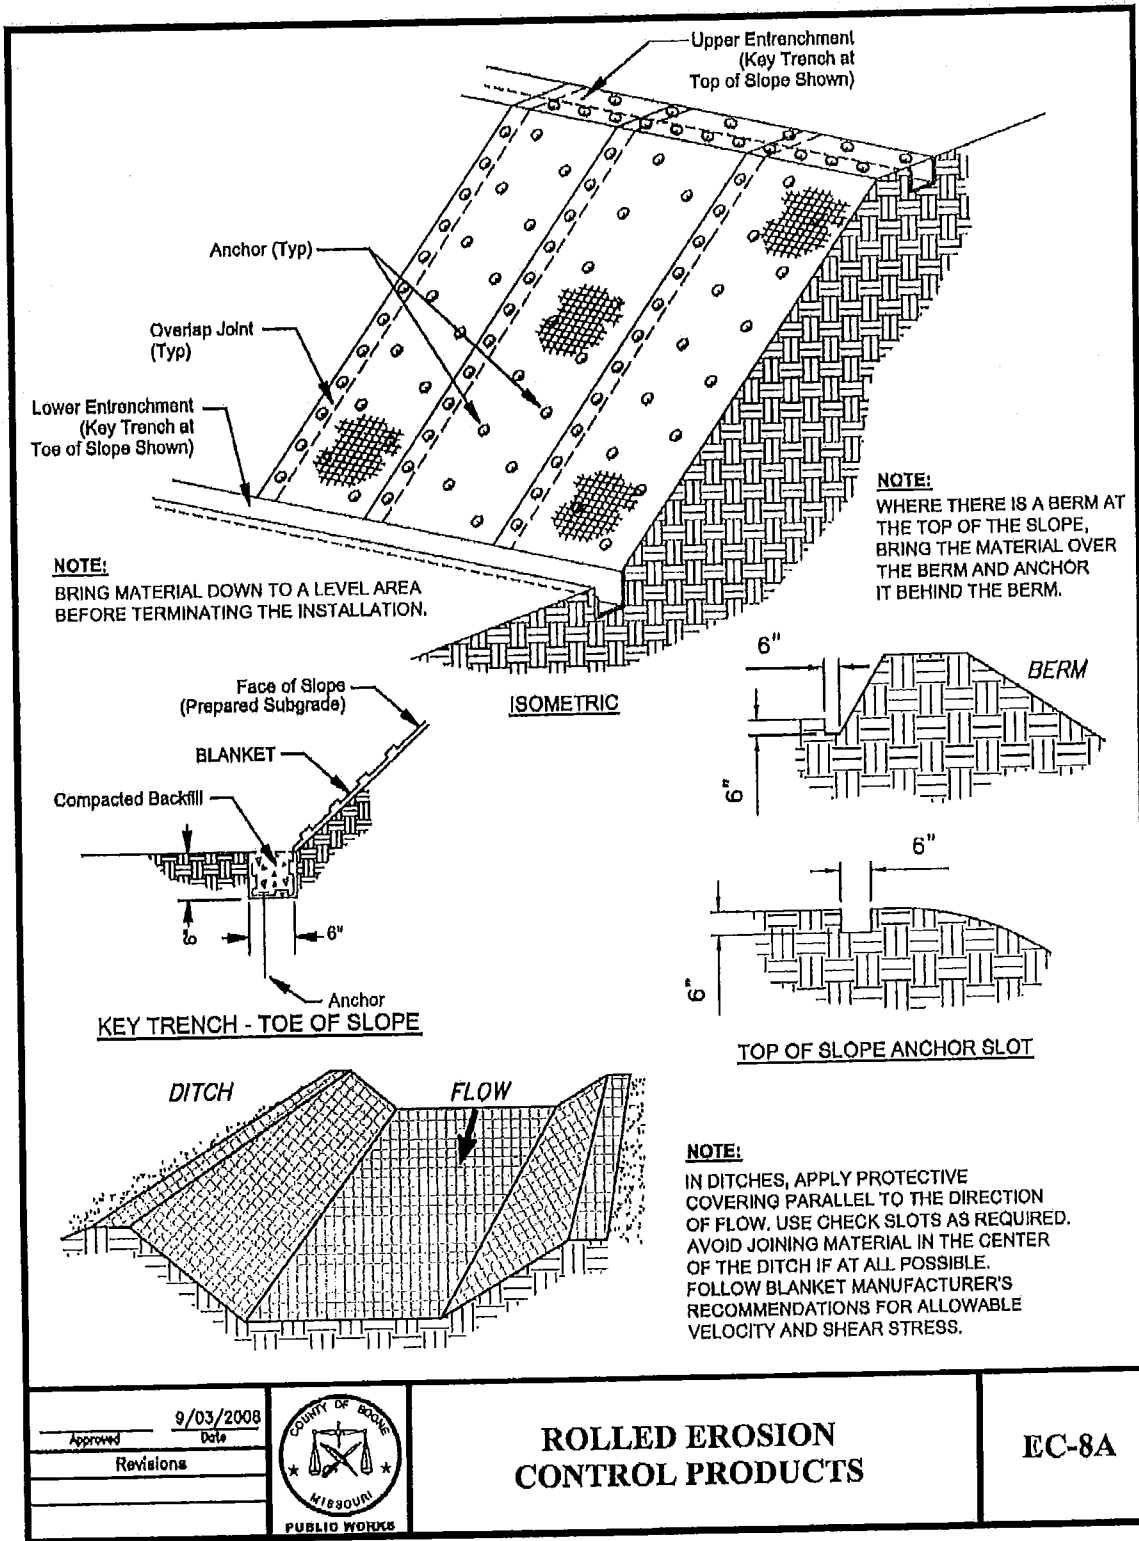 Upper Entrenchment
(Key Trench at
Top of Slope Shown)
Anchor (Typ)
Overlap Joint
(Typ)
Lower Entrenchment
(Key Trench at
Toe of Slope Shown)
NOTE:
WHERE THERE IS A BERM AT
THE TOP OF THE SLOPE,
BRING THE MATERIAL OVER
THE BERM AND ANCHOR
IT BEHIND THE BERM.
NOTE:
BRING MATERIAL DOWN TO A LEVEL AREA
BEFORE TERMINATING THE INSTALLATION.
ISOMETRIC
6"
BERM
6"
Face of Slope
(Prepared Subgrade)
BLANKET
Compacted Backfill
6"
6"
Anchor
KEY TRENCH - TOE OF SLOPE
6"
6"
TOP OF SLOPE ANCHOR SLOT
DITCH
FLOW
NOTE:
IN DITCHES, APPLY PROTECTIVE
COVERING PARALLEL TO THE DIRECTION
OF FLOW. USE CHECK SLOTS AS REQUIRED.
AVOID JOINING MATERIAL IN THE CENTER
OF THE DITCH IF AT ALL POSSIBLE.
FOLLOW BLANKET MANUFACTURER'S
RECOMMENDATIONS FOR ALLOWABLE
VELOCITY AND SHEAR STRESS.
9/03/2008
Approved Date
Revisions
COUNTY OF BOONE
MISSOURI
PUBLIC WORKS
ROLLED EROSION
CONTROL PRODUCTS
EC-8A